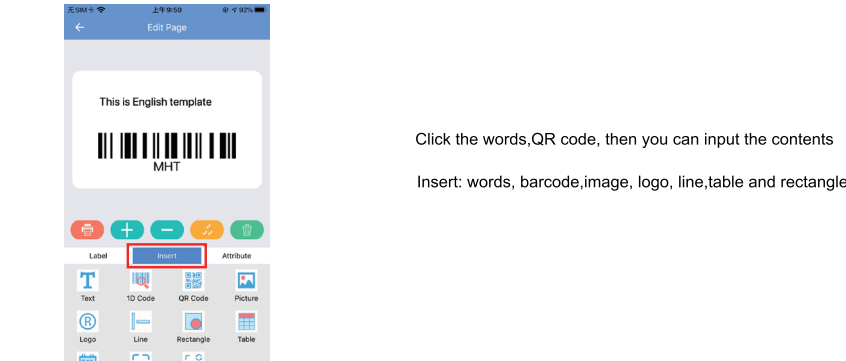 无SIM卡 上午9:50 92%
Edit Page
This is English template
MHT
Click the words,QR code, then you can input the contents
Insert: words, barcode,image, logo, line,table and rectangle
Label Insert Attribute
Text 1D Code QR Code Picture
Logo Line Rectangle Table